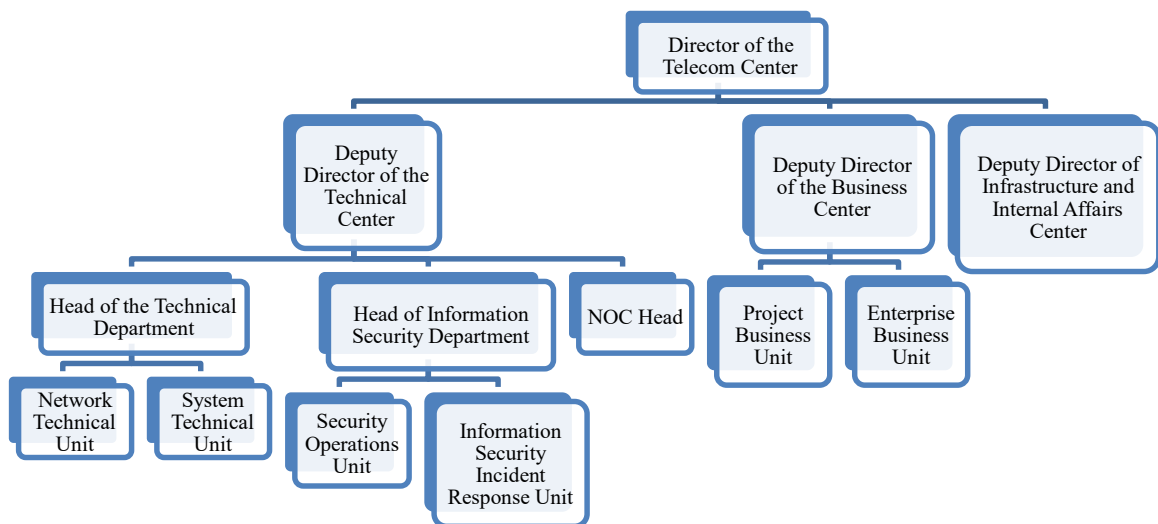 Director of the
Telecom Center
Deputy
Director of the
Technical
Center
Deputy Director
of the Business
Center
Deputy Director of
Infrastructure and
Internal Affairs
Center
Head of the Technical
Department
Head of Information
Security Department
NOC Head
Project
Business
Unit
Enterprise
Business
Unit
Network
Technical
Unit
System
Technical
Unit
Security
Operations
Unit
Information
Security
Incident
Response Unit